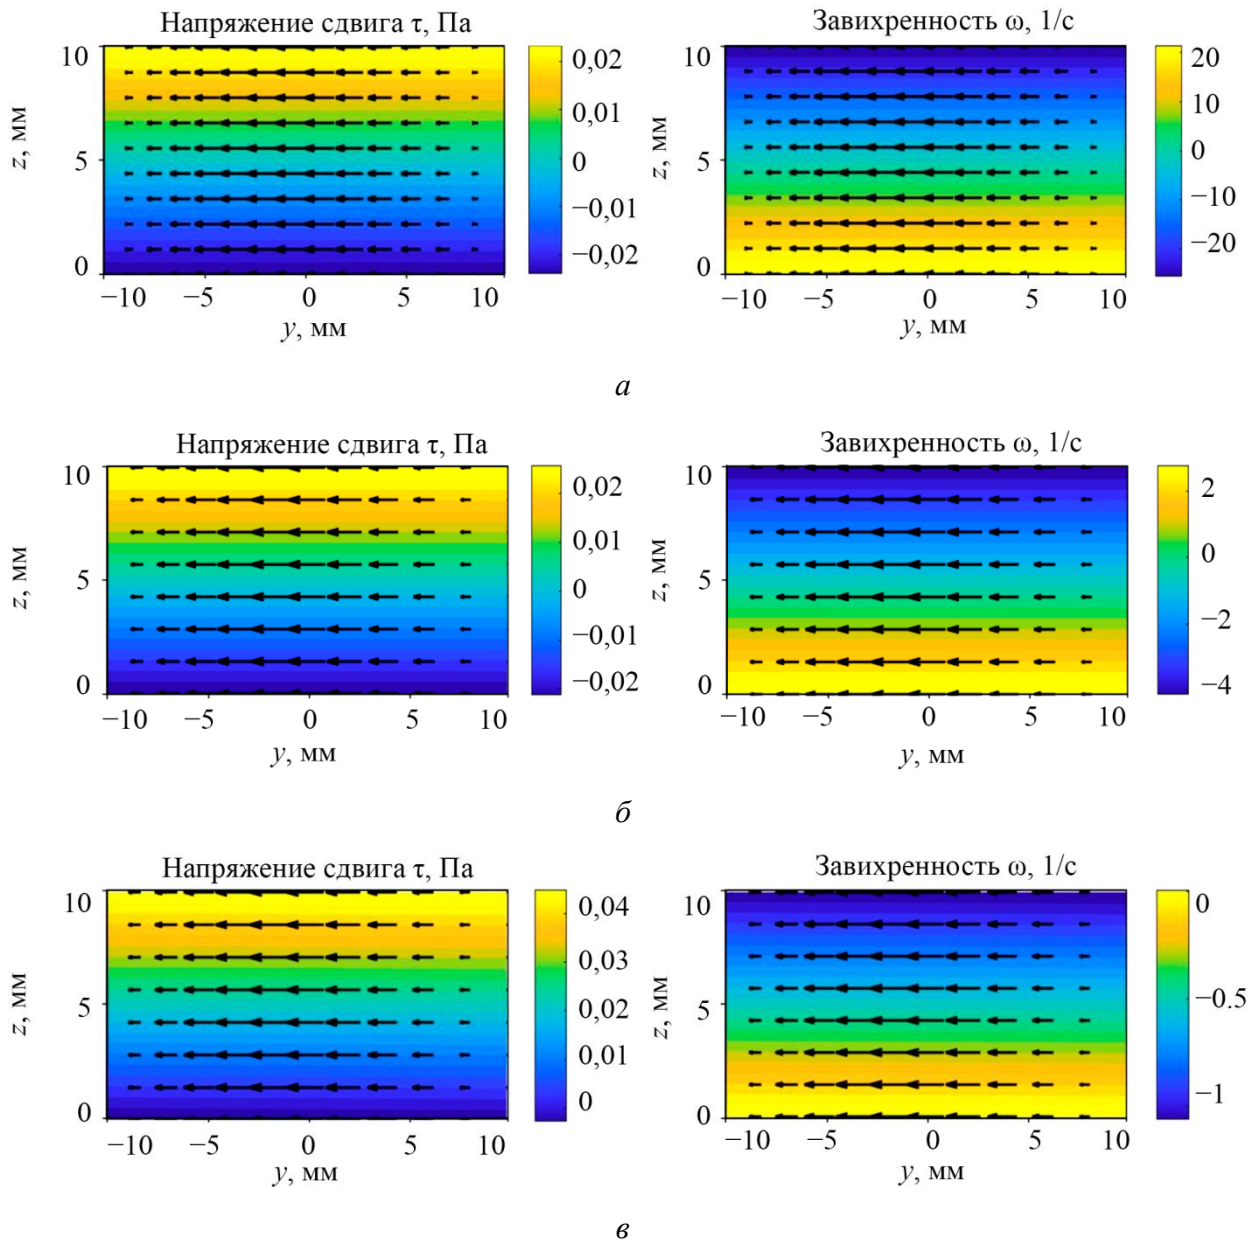 Напряжение сдвига τ, Па
0,02
0,01
0
−0,01
−0,02
10
5
0
z, мм
−10 −5 0 5 10
y, мм
Завихренность ω, 1/с
20
10
0
−10
−20
10
5
0
z, мм
−10 −5 0 5 10
y, мм
а
Напряжение сдвига τ, Па
0,02
0,01
0
−0,01
−0,02
10
5
0
z, мм
−10 −5 0 5 10
y, мм
Завихренность ω, 1/с
2
0
−2
−4
10
5
0
z, мм
−10 −5 0 5 10
y, мм
б
Напряжение сдвига τ, Па
0,04
0,03
0,02
0,01
0
10
5
0
z, мм
−10 −5 0 5 10
y, мм
Завихренность ω, 1/с
0
−0.5
−1
10
5
0
z, мм
−10 −5 0 5 10
y, мм
в